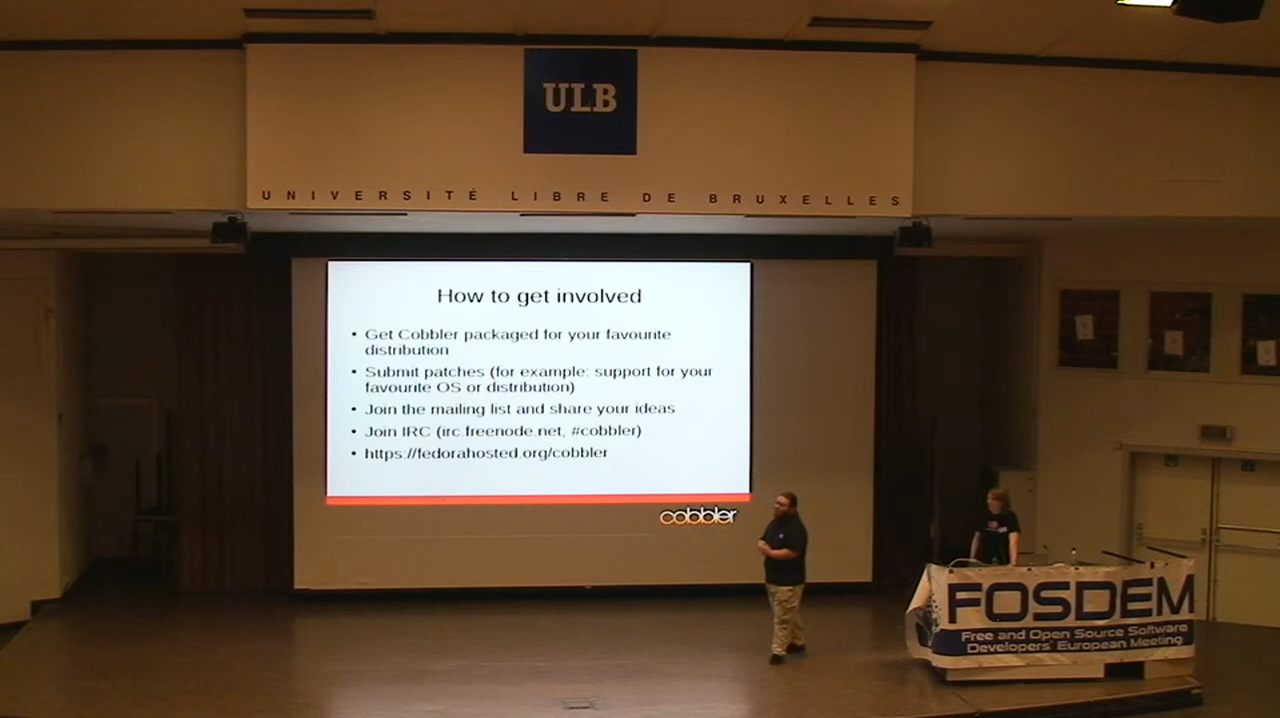 ULB
UNIVERSITÉ LIBRE DE BRUXELLES
How to get involved
• Get Cobbler packaged for your favourite
distribution
• Submit patches (for example: support for your
favourite OS or distribution)
• Join the mailing list and share your ideas
• Join IRC (irc.freenode.net, #cobbler)
• https://fedorahosted.org/cobbler
cobbler
FOSDEM
Free and Open Source Software
Developers' European Meeting